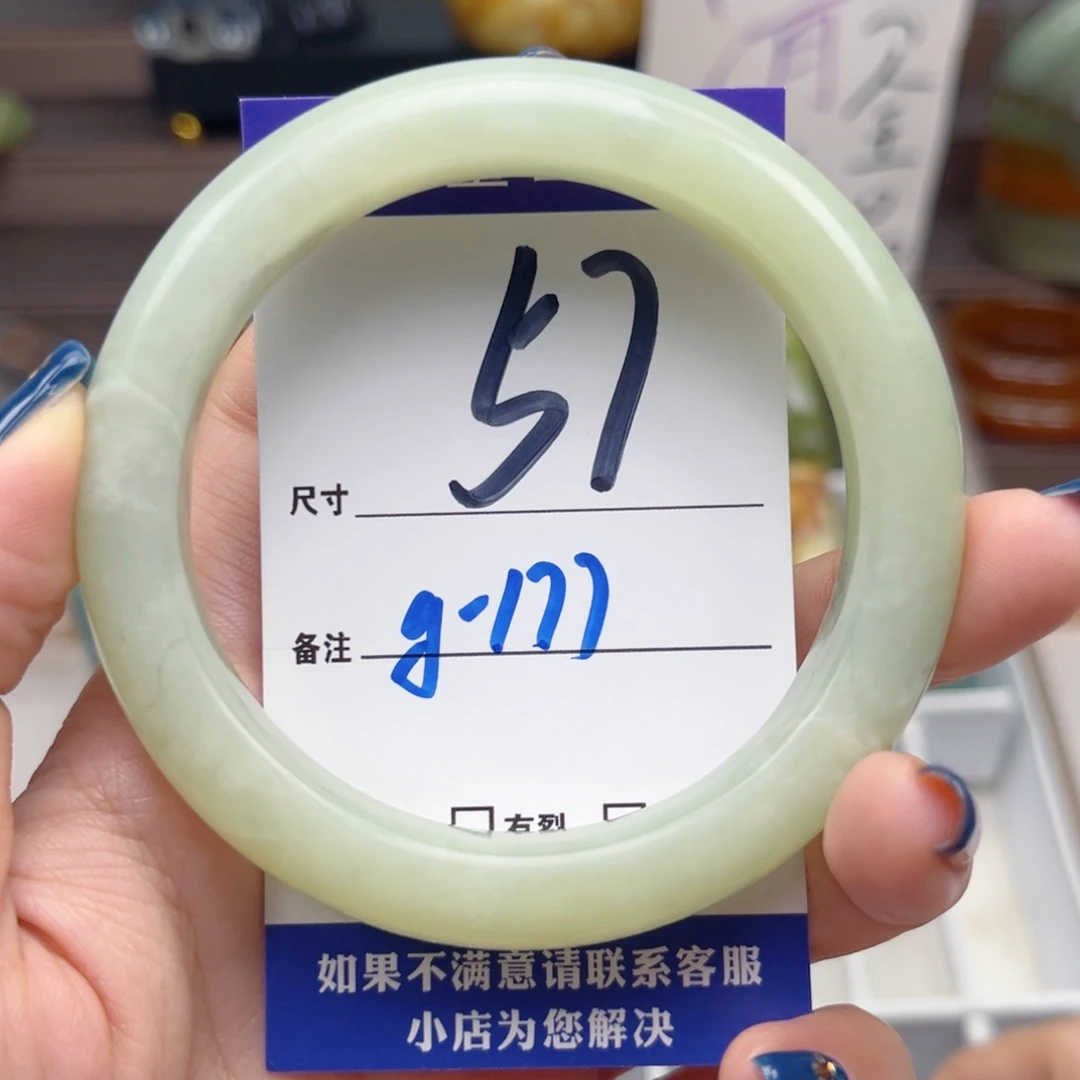 尺寸 57
备注 g-177
有裂
如果不满意请联系客服
小店为您解决